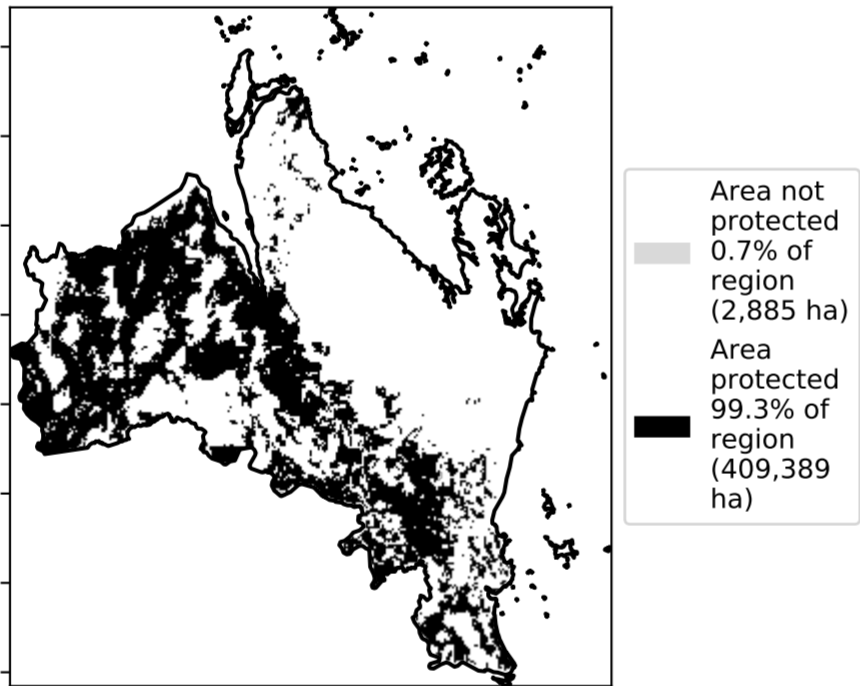 Area not
protected
0.7% of
region
(2,885 ha)
Area
protected
99.3% of
region
(409,389
ha)